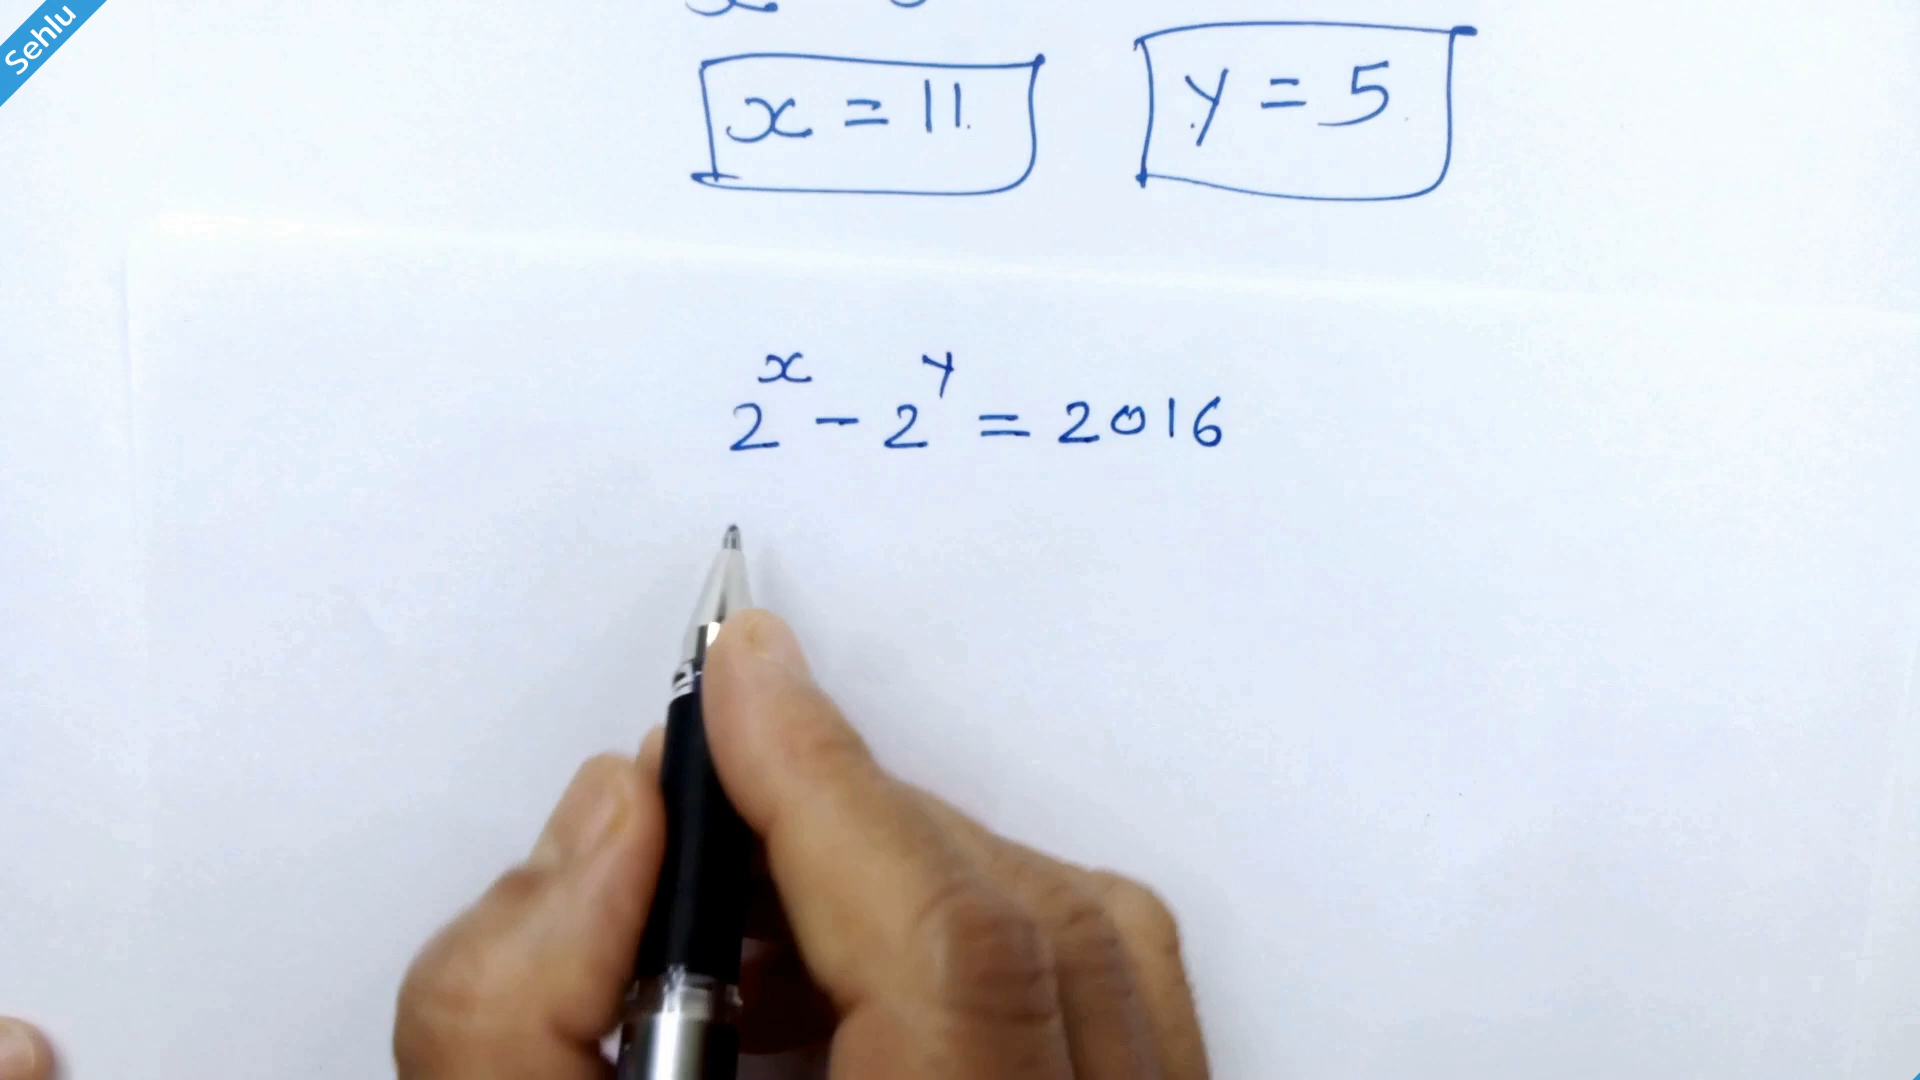 Sehlu
x = 11
y = 5
2^x - 2^y = 2016